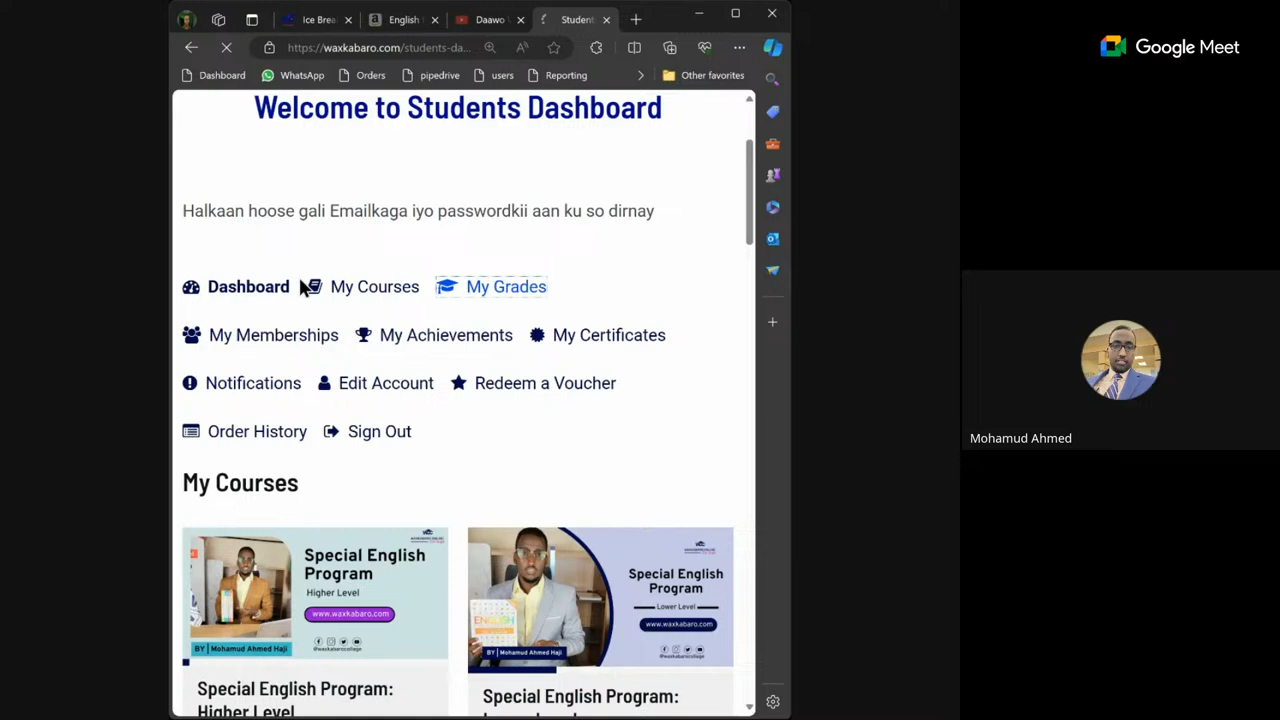 Ice Brea
English
Daawo
Student
https://waxkabaro.com/students-da...
Dashboard
WhatsApp
Orders
pipedrive
users
Reporting
Other favorites
Google Meet
Welcome to Students Dashboard
Halkaan hoose gali Emailkaga iyo passwordkii aan ku so dirnay
Dashboard
My Courses
My Grades
My Memberships
My Achievements
My Certificates
Notifications
Edit Account
Redeem a Voucher
Order History
Sign Out
Mohamud Ahmed
My Courses
Special English
Program
Higher Level
www.waxkabaro.com
@waxkabarocollage
BY | Mohamud Ahmed Haji
Special English
Program
Lower Level
www.waxkabaro.com
@waxkabarocollage
ENGLISH
BY | Mohamud Ahmed Haji
Special English Program:
Higher Level
Special English Program: